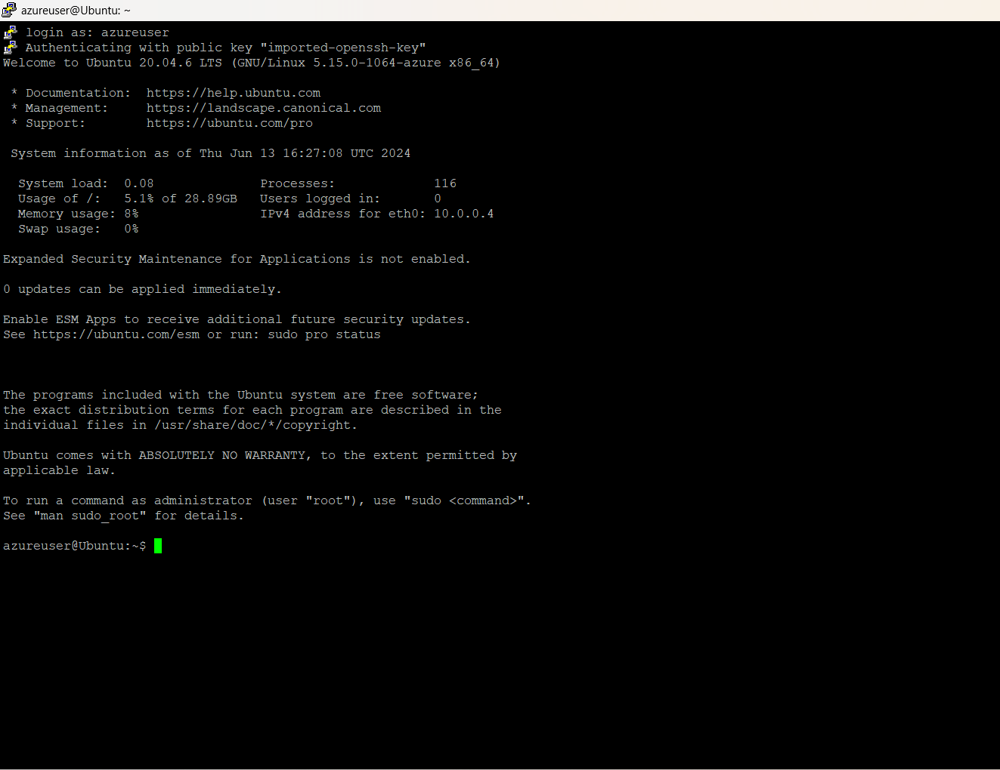 azureuser@Ubuntu: ~
login as: azureuser
Authenticating with public key "imported-openssh-key"
Welcome to Ubuntu 20.04.6 LTS (GNU/Linux 5.15.0-1064-azure x86_64)
* Documentation:  https://help.ubuntu.com
* Management:     https://landscape.canonical.com
* Support:        https://ubuntu.com/pro
System information as of Thu Jun 13 16:27:08 UTC 2024
System load:  0.08              Processes:             116
Usage of /:   5.1% of 28.89GB   Users logged in:       0
Memory usage: 8%                IPv4 address for eth0: 10.0.0.4
Swap usage:   0%
Expanded Security Maintenance for Applications is not enabled.
0 updates can be applied immediately.
Enable ESM Apps to receive additional future security updates.
See https://ubuntu.com/esm or run: sudo pro status
The programs included with the Ubuntu system are free software;
the exact distribution terms for each program are described in the
individual files in /usr/share/doc/*/copyright.
Ubuntu comes with ABSOLUTELY NO WARRANTY, to the extent permitted by
applicable law.
To run a command as administrator (user "root"), use "sudo <command>".
See "man sudo_root" for details.
azureuser@Ubuntu:~$